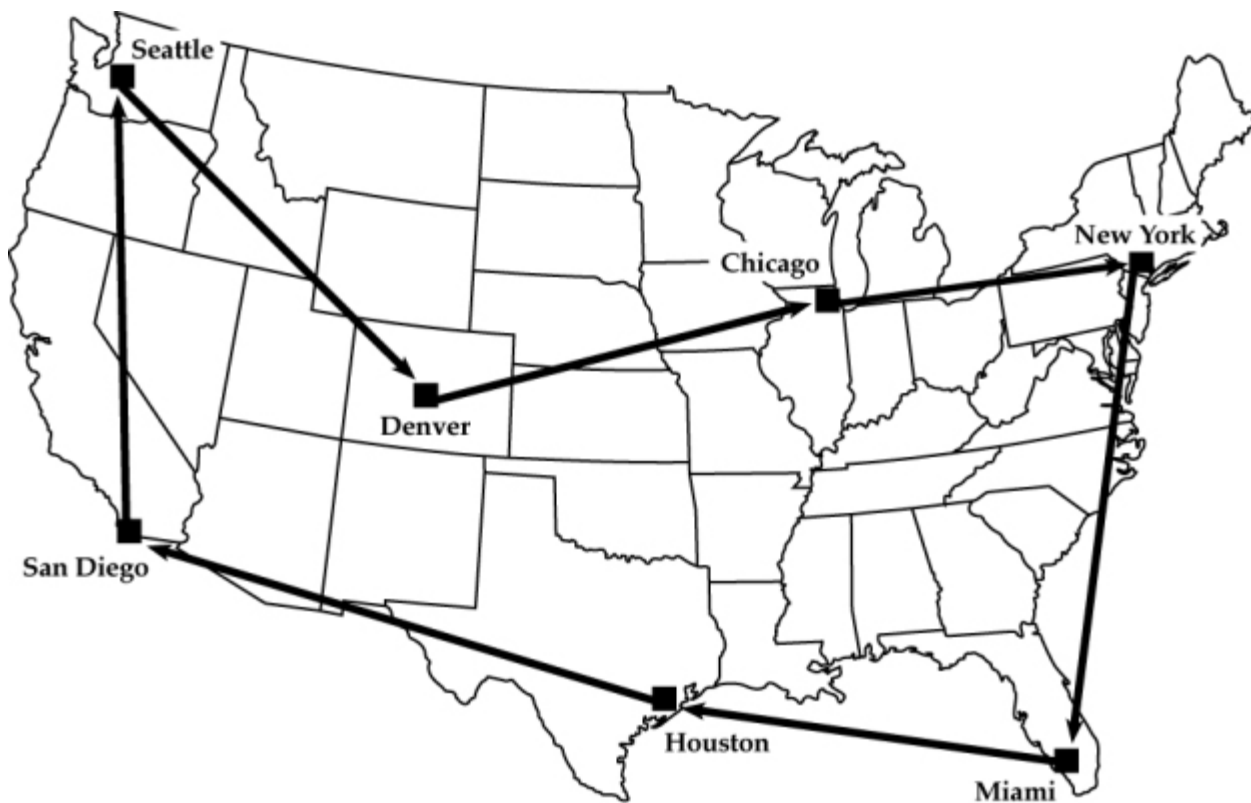 Seattle
New York
Chicago
Denver
San Diego
Houston
Miami